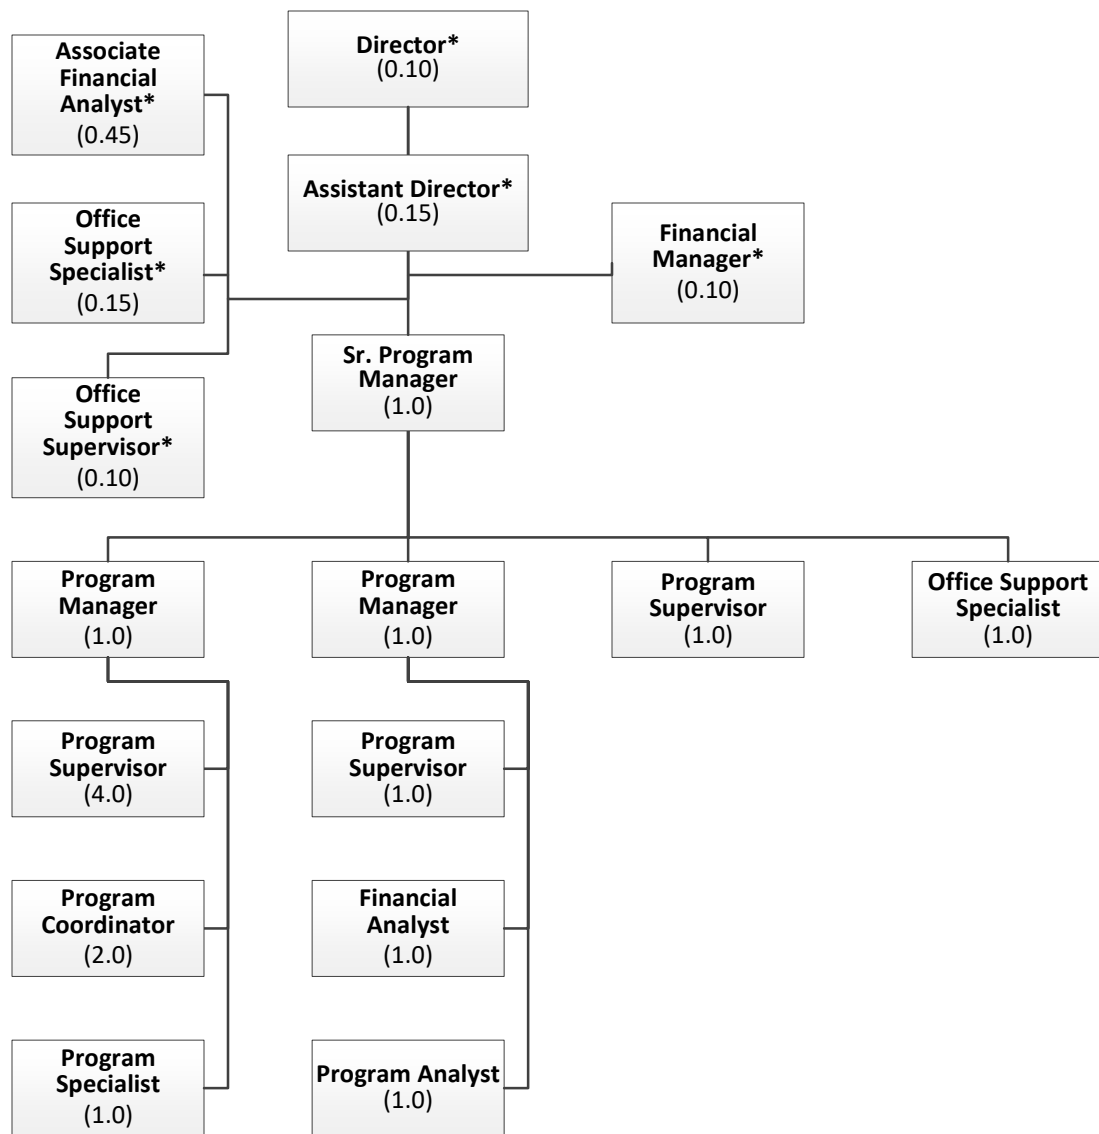 Director*
(0.10)
Associate
Financial
Analyst*
(0.45)
Assistant Director*
(0.15)
Office
Support
Specialist*
(0.15)
Financial
Manager*
(0.10)
Sr. Program
Manager
(1.0)
Office
Support
Supervisor*
(0.10)
Program
Manager
(1.0)
Program
Manager
(1.0)
Program
Supervisor
(1.0)
Office Support
Specialist
(1.0)
Program
Supervisor
(4.0)
Program
Supervisor
(1.0)
Program
Coordinator
(2.0)
Financial
Analyst
(1.0)
Program
Specialist
(1.0)
Program Analyst
(1.0)